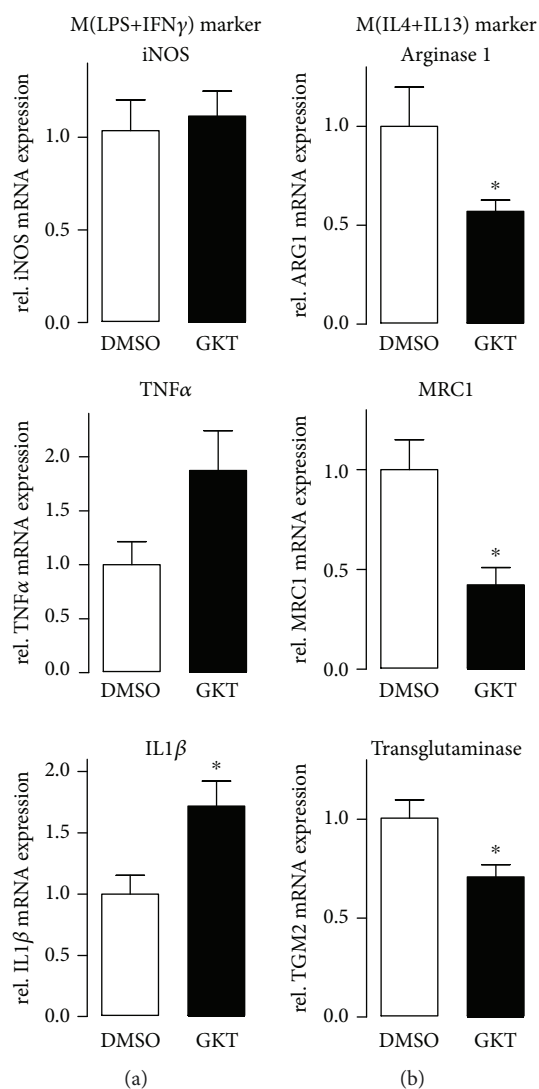 M(LPS+IFNγ) marker
iNOS
rel. iNOS mRNA expression
1.0
0.5
0.0
DMSO GKT
TNFα
rel. TNFα mRNA expression
2.0
1.5
1.0
0.5
0.0
DMSO GKT
IL1β
rel. IL1β mRNA expression
2.0
1.5
1.0
0.5
0.0
*
DMSO GKT
(a)
M(IL4+IL13) marker
Arginase 1
rel. ARG1 mRNA expression
1.0
0.5
0.0
*
DMSO GKT
MRC1
rel. MRC1 mRNA expression
1.0
0.5
0.0
*
DMSO GKT
Transglutaminase
rel. TGM2 mRNA expression
1.0
0.5
0.0
*
DMSO GKT
(b)